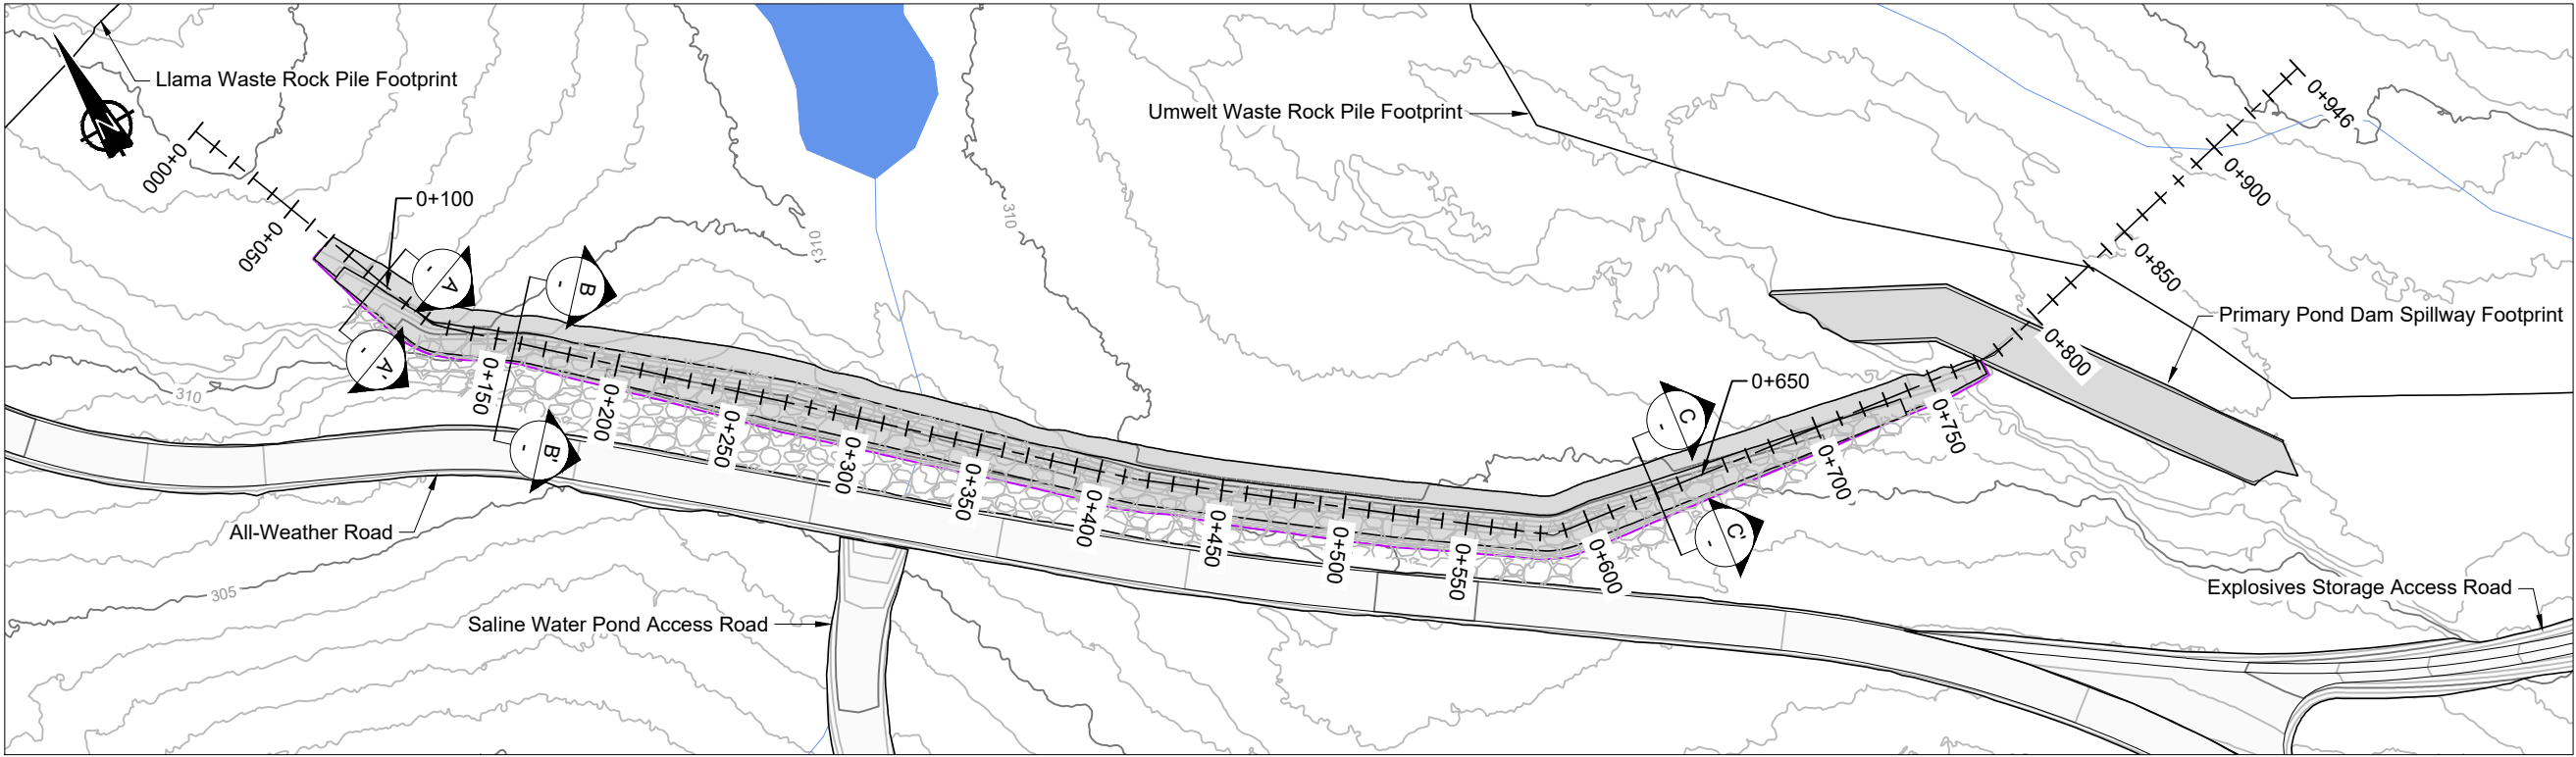 Llama Waste Rock Pile Footprint
N
0+000
0+050
0+100
A
-
A'
-
B
-
B'
-
310
310
310
305
Umwelt Waste Rock Pile Footprint
0+150
0+200
0+250
0+300
0+350
0+400
0+450
0+500
0+550
0+600
0+650
0+700
0+750
0+800
0+850
0+900
0+946
C
-
C'
-
Primary Pond Dam Spillway Footprint
All-Weather Road
Saline Water Pond Access Road
Explosives Storage Access Road